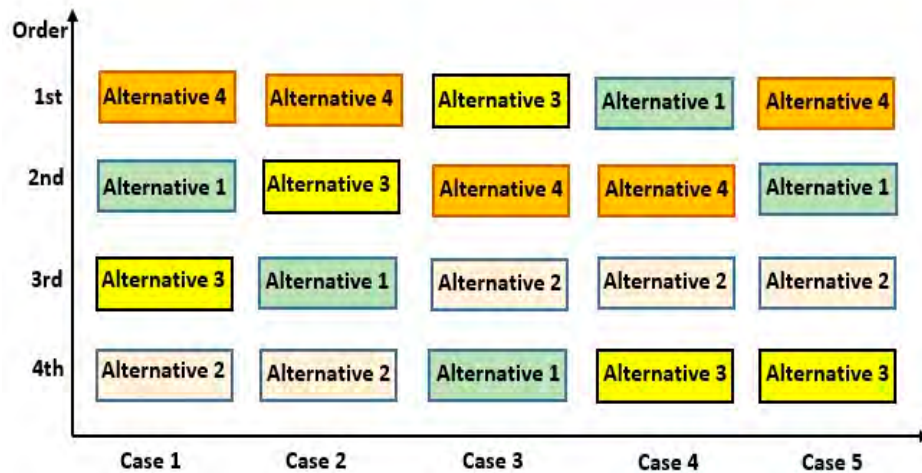 Order
1st
Alternative 4 Alternative 4 Alternative 3 Alternative 1 Alternative 4
2nd
Alternative 1 Alternative 3 Alternative 4 Alternative 4 Alternative 1
3rd
Alternative 3 Alternative 1 Alternative 2 Alternative 2 Alternative 2
4th
Alternative 2 Alternative 2 Alternative 1 Alternative 3 Alternative 3
Case 1 Case 2 Case 3 Case 4 Case 5